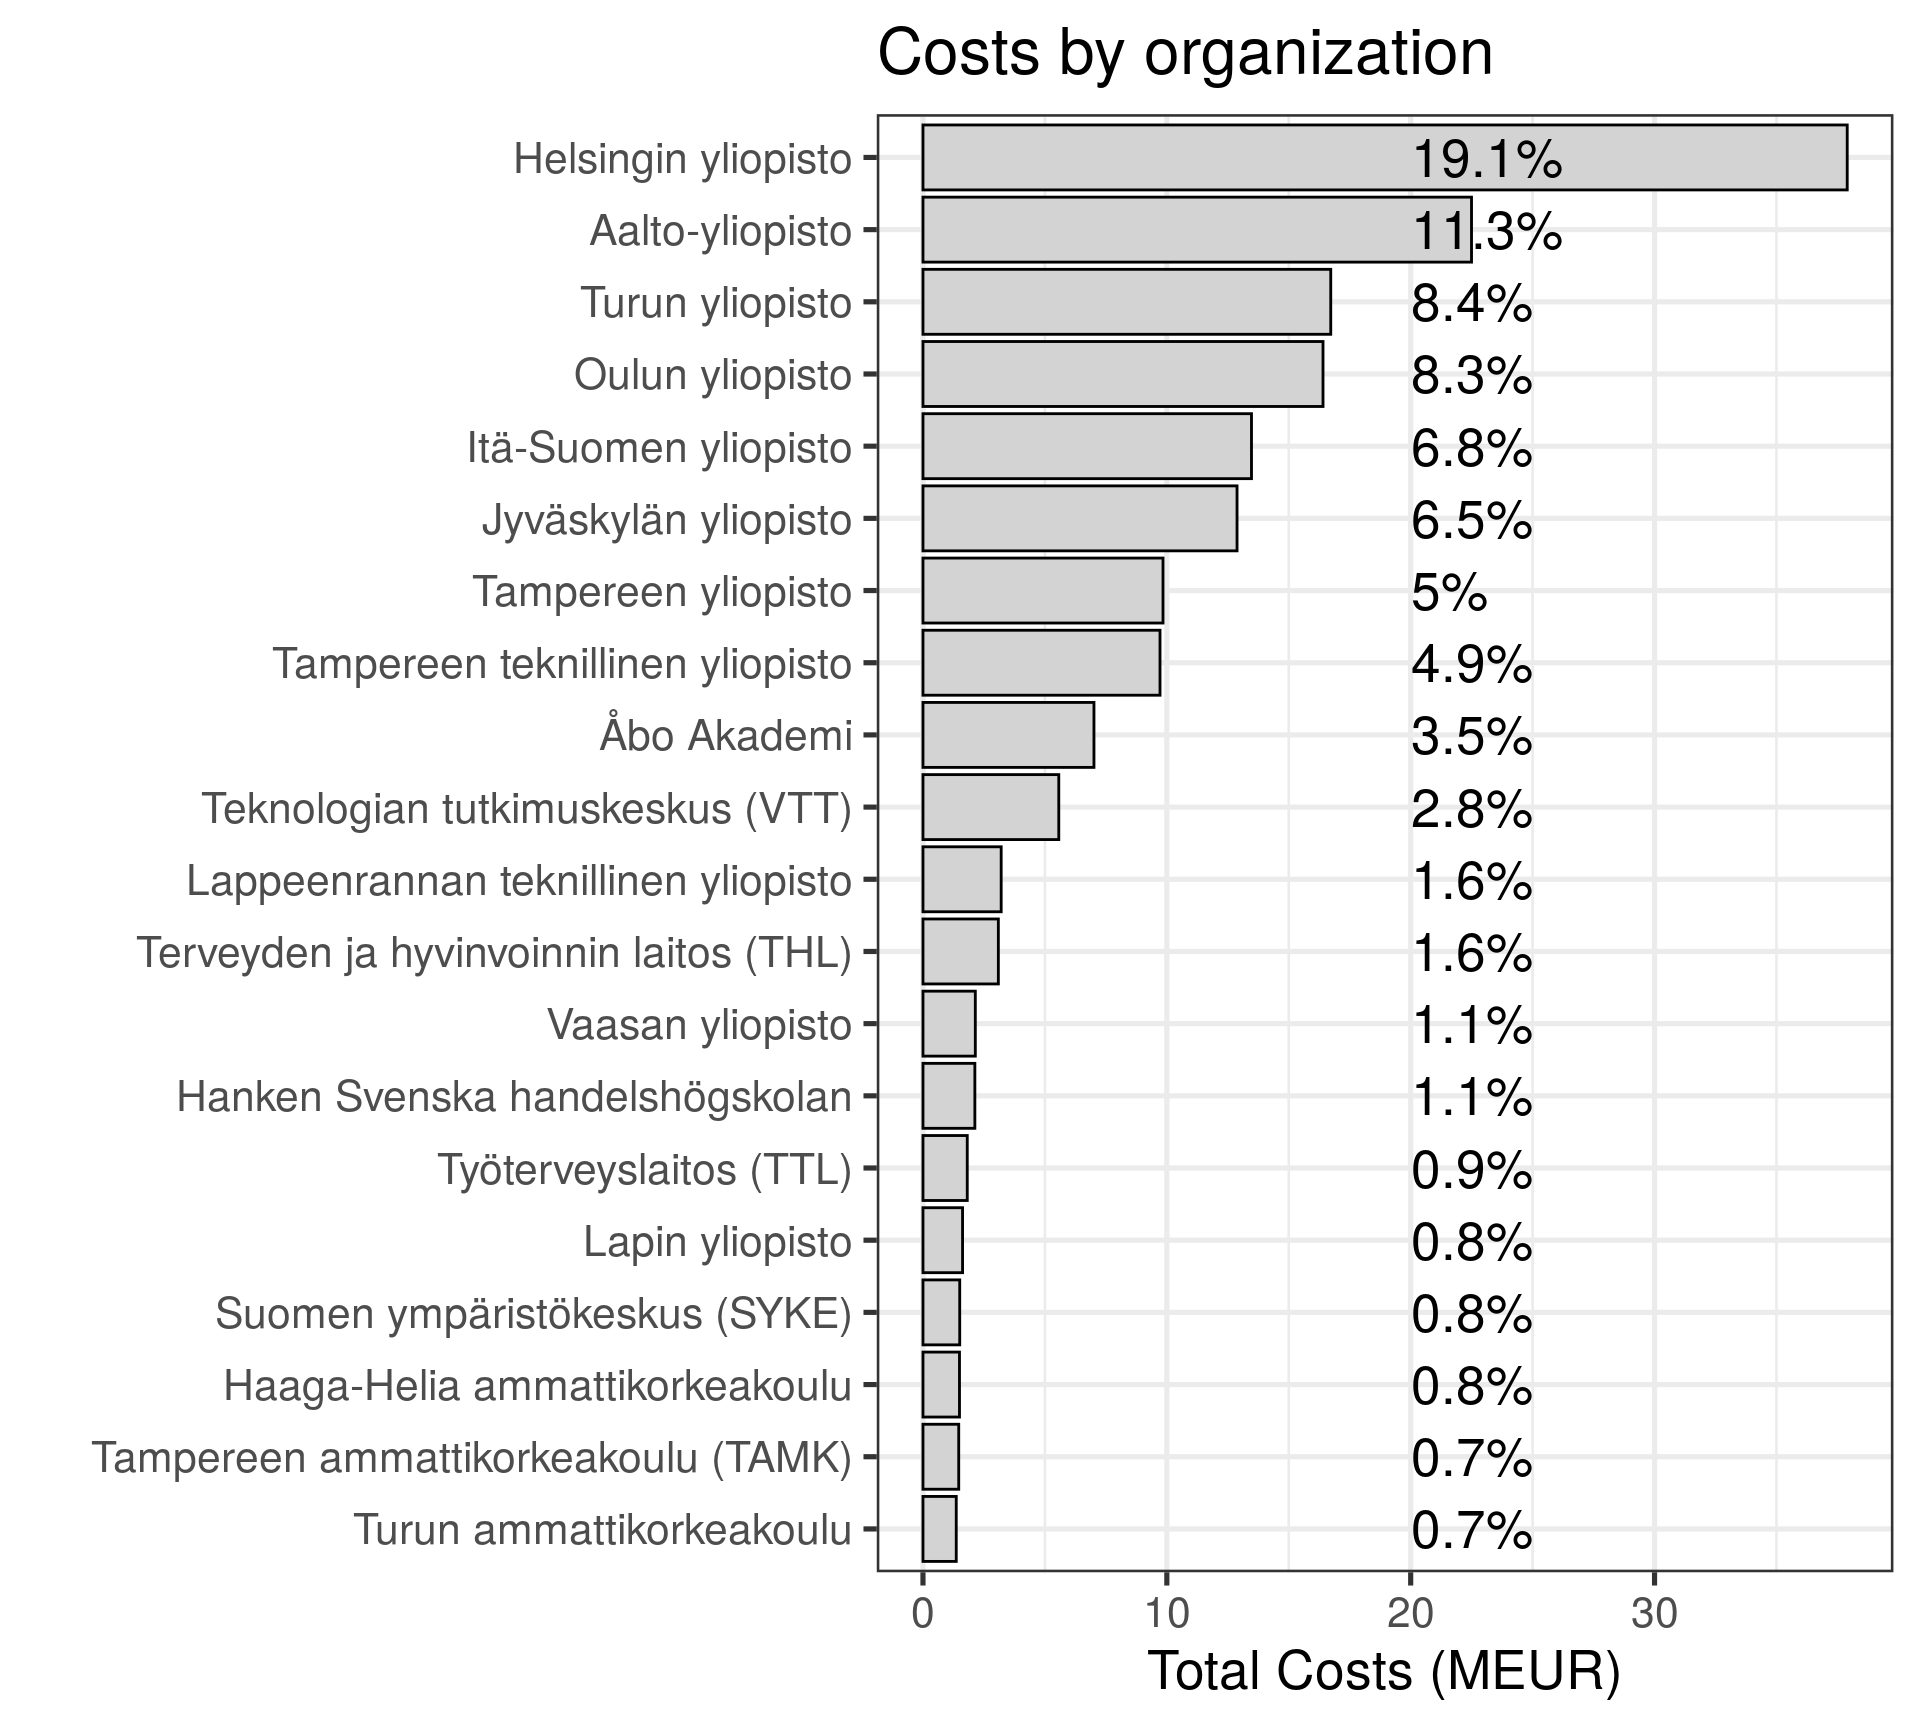 Costs by organization
Helsingin yliopisto 19.1%
Aalto-yliopisto 11.3%
Turun yliopisto 8.4%
Oulun yliopisto 8.3%
Itä-Suomen yliopisto 6.8%
Jyväskylän yliopisto 6.5%
Tampereen yliopisto 5%
Tampereen teknillinen yliopisto 4.9%
Åbo Akademi 3.5%
Teknologian tutkimuskeskus (VTT) 2.8%
Lappeenrannan teknillinen yliopisto 1.6%
Terveyden ja hyvinvoinnin laitos (THL) 1.6%
Vaasan yliopisto 1.1%
Hanken Svenska handelshögskolan 1.1%
Työterveyslaitos (TTL) 0.9%
Lapin yliopisto 0.8%
Suomen ympäristökeskus (SYKE) 0.8%
Haaga-Helia ammattikorkeakoulu 0.8%
Tampereen ammattikorkeakoulu (TAMK) 0.7%
Turun ammattikorkeakoulu 0.7%
0 10 20 30
Total Costs (MEUR)